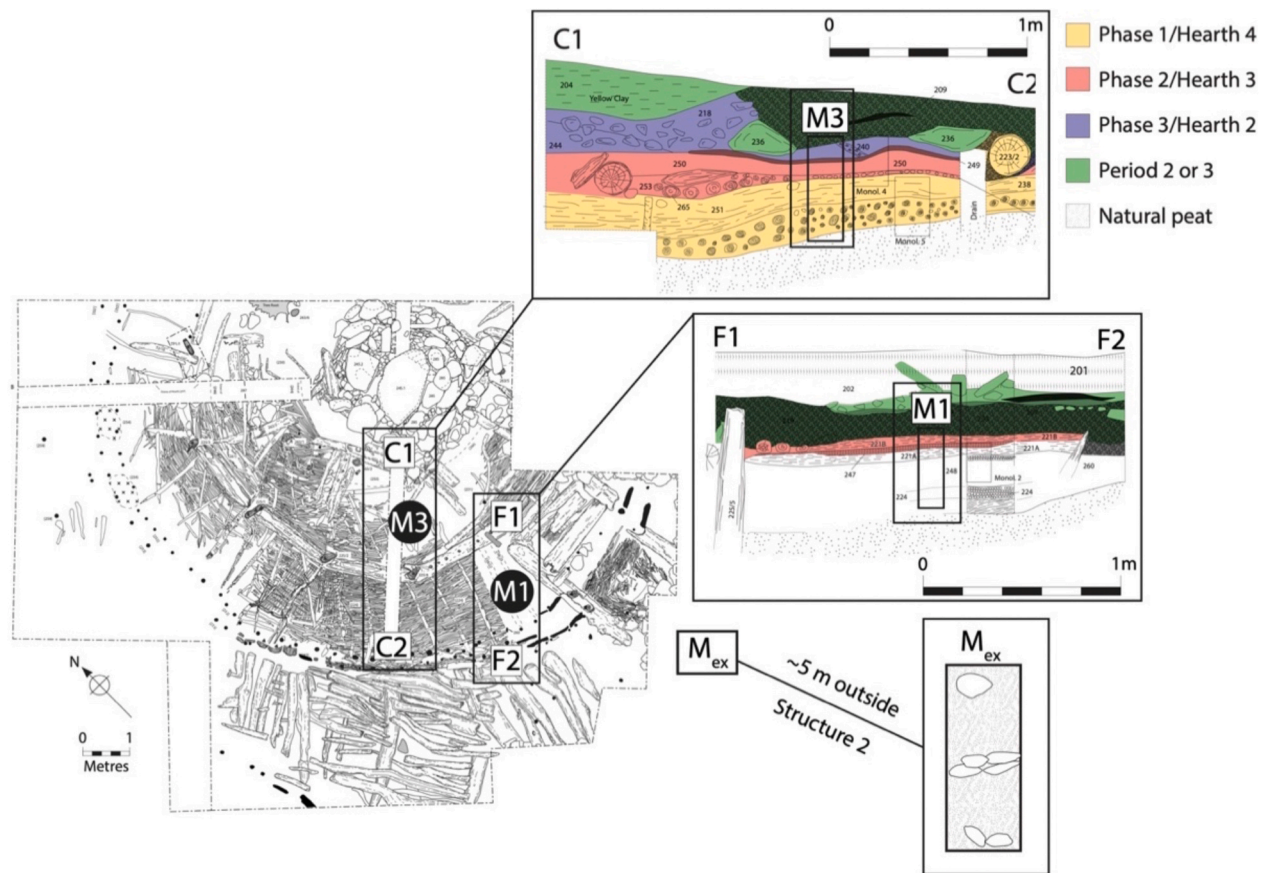 C1
0
1m
C2
204
Yellow Clay
218
209
M3
236
236
240
244
250
250
249
223/2
253
265
251
Monol. 4
238
Drain
Monol. 5
Phase 1/Hearth 4
Phase 2/Hearth 3
Phase 3/Hearth 2
Period 2 or 3
Natural peat
F1
F2
201
202
M1
221B
221B
221A
221A
247
248
260
Monol. 2
224
224
225/5
0
1m
C1
M3
F1
M1
C2
F2
N
0
1
Metres
M
ex
~5 m outside
Structure 2
M
ex